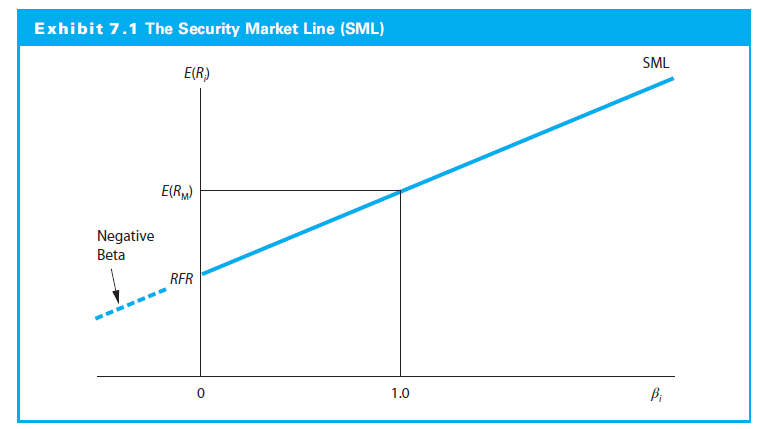 Exhibit 7.1 The Security Market Line (SML)
SML
E(Ri)
E(RM)
Negative
Beta
RFR
0
1.0
βi